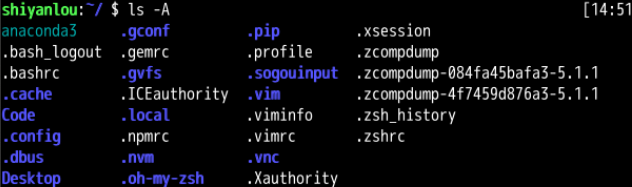 shiyanlou:~/ $ ls -A [14:51
anaconda3 .gconf .pip .xsession
.bash_logout .gemrc .profile .zcompdump
.bashrc .gvfs .sogouinput .zcompdump-084fa45bafa3-5.1.1
.cache .ICEauthority .vim .zcompdump-4f7459d876a3-5.1.1
Code .local .viminfo .zsh_history
.config .npmrc .vimrc .zshrc
.dbus .nvm .vnc
Desktop .oh-my-zsh .Xauthority